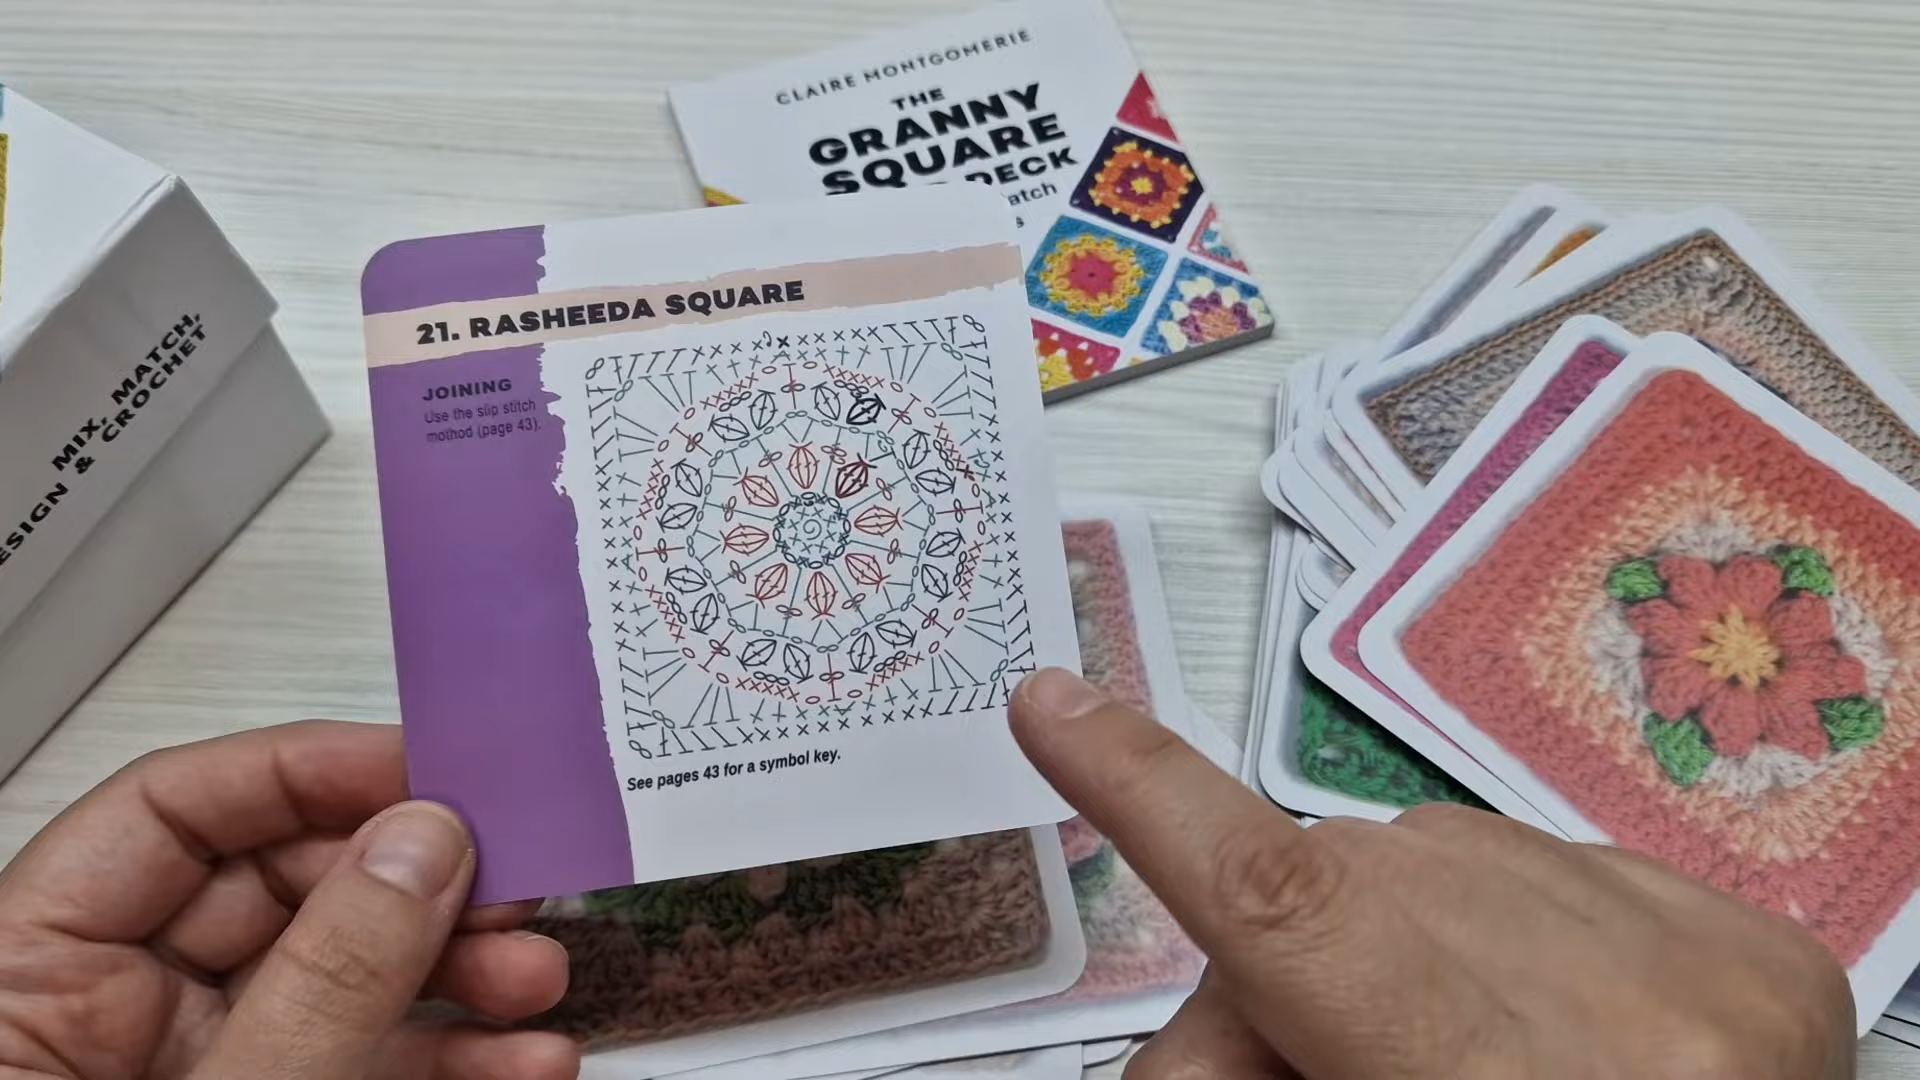 CLAIRE MONTGOMERIE
THE
GRANNY
SQUARE
DECK
atch
s
MIX, MATCH,
ESIGN & CROCHET
21. RASHEEDA SQUARE
JOINING
Use the slip stitch
mothod (page 43).
See pages 43 for a symbol key.